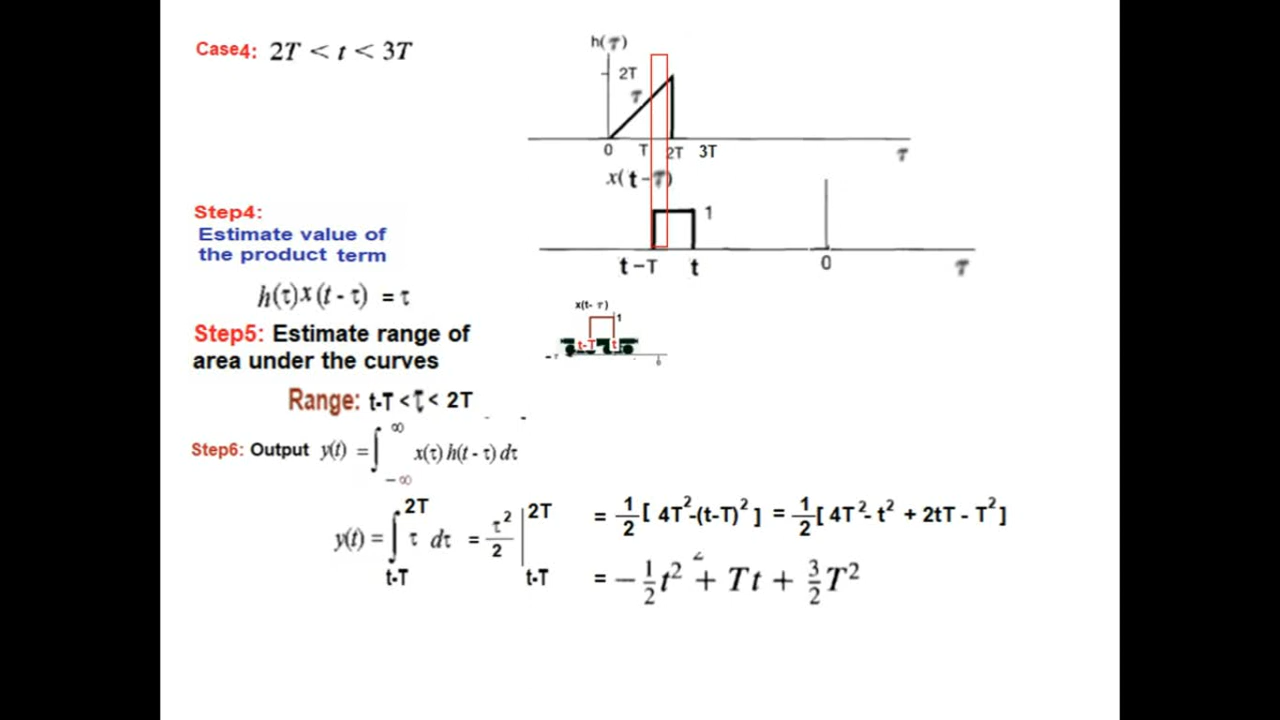 Case4: 2T < t < 3T
h(τ)
2T
τ
0 T 2T 3T
τ
x(t-τ)
1
t-T t 0 τ
Step4:
Estimate value of
the product term
h(τ)x(t - τ) = τ
x(t- τ)
1
t-T t
Step5: Estimate range of
area under the curves
Range: t-T < τ < 2T
Step6: Output y(t) = ∫_{-∞}^{∞} x(τ) h(t - τ) dτ
y(t) = ∫_{t-T}^{2T} τ dτ = τ²/2 |_{t-T}^{2T} = 1/2 [ 4T²-(t-T)² ] = 1/2 [ 4T² - t² + 2tT - T² ]
= - 1/2 t² + Tt + 3/2 T²